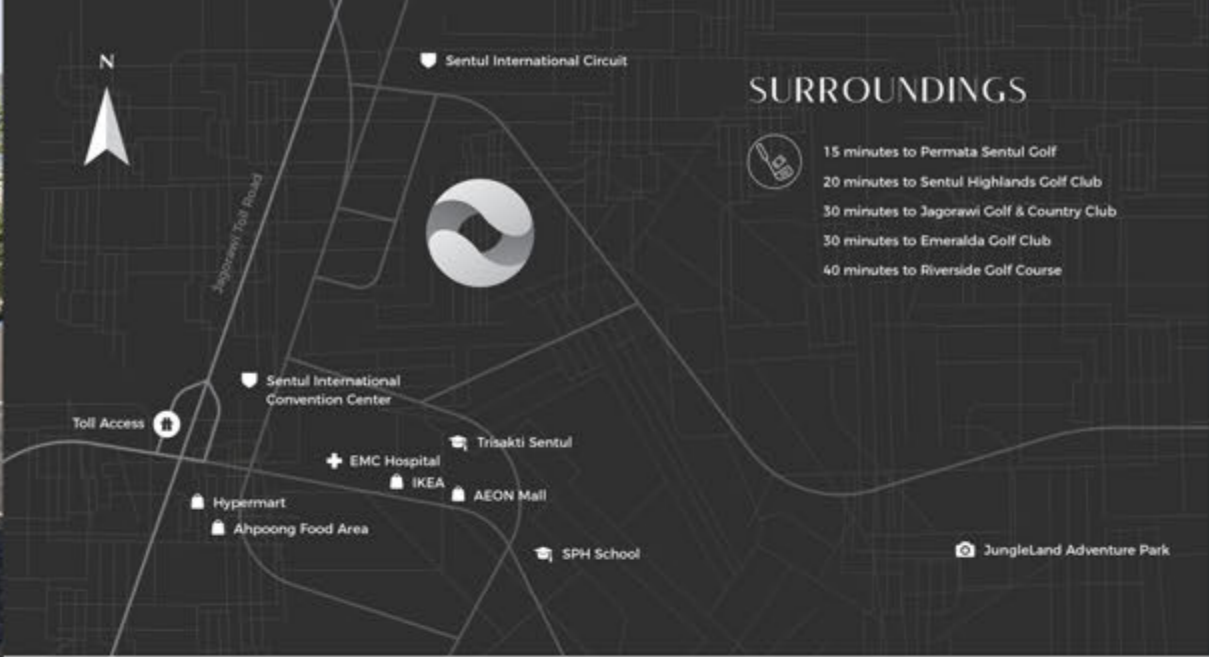 N
Sentul International Circuit
SURROUNDINGS
15 minutes to Permata Sentul Golf
20 minutes to Sentul Highlands Golf Club
30 minutes to Jagorawi Golf & Country Club
30 minutes to Emeralda Golf Club
40 minutes to Riverside Golf Course
Jagorawi Toll Road
Sentul International
Convention Center
Toll Access
Trisakti Sentul
EMC Hospital
IKEA
AEON Mall
Hypermart
Ahpoong Food Area
SPH School
JungleLand Adventure Park